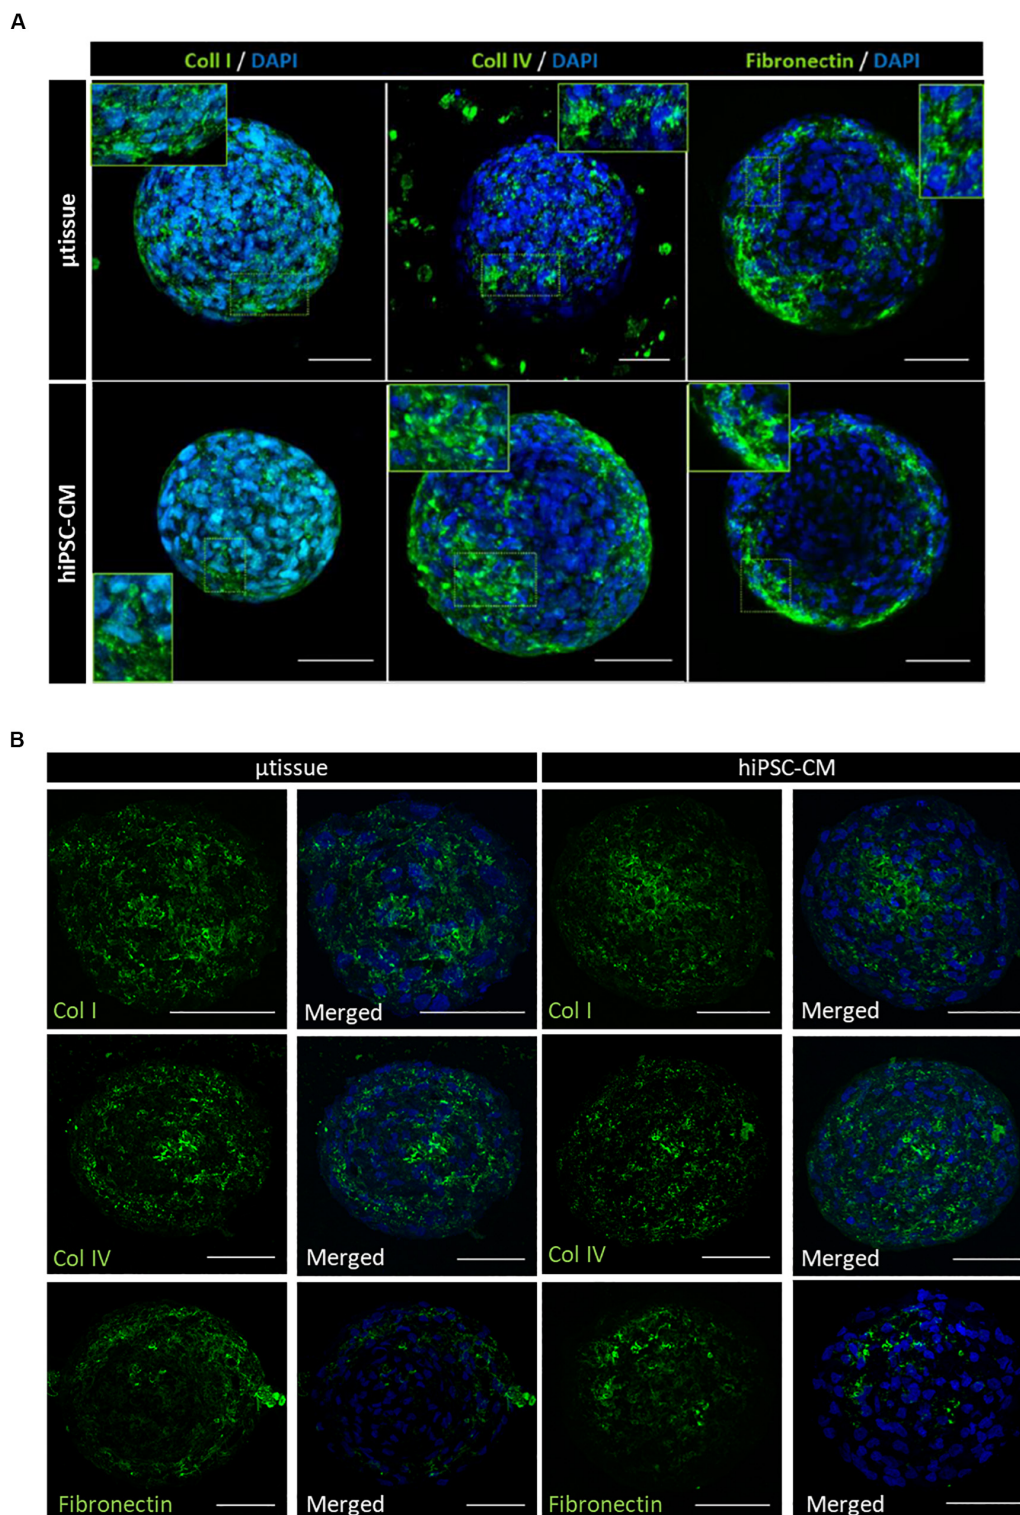 A
Coll I / DAPI
Coll IV / DAPI
Fibronectin / DAPI
µtissue
hiPSC-CM
B
µtissue
hiPSC-CM
Col I
Merged
Col I
Merged
Col IV
Merged
Col IV
Merged
Fibronectin
Merged
Fibronectin
Merged